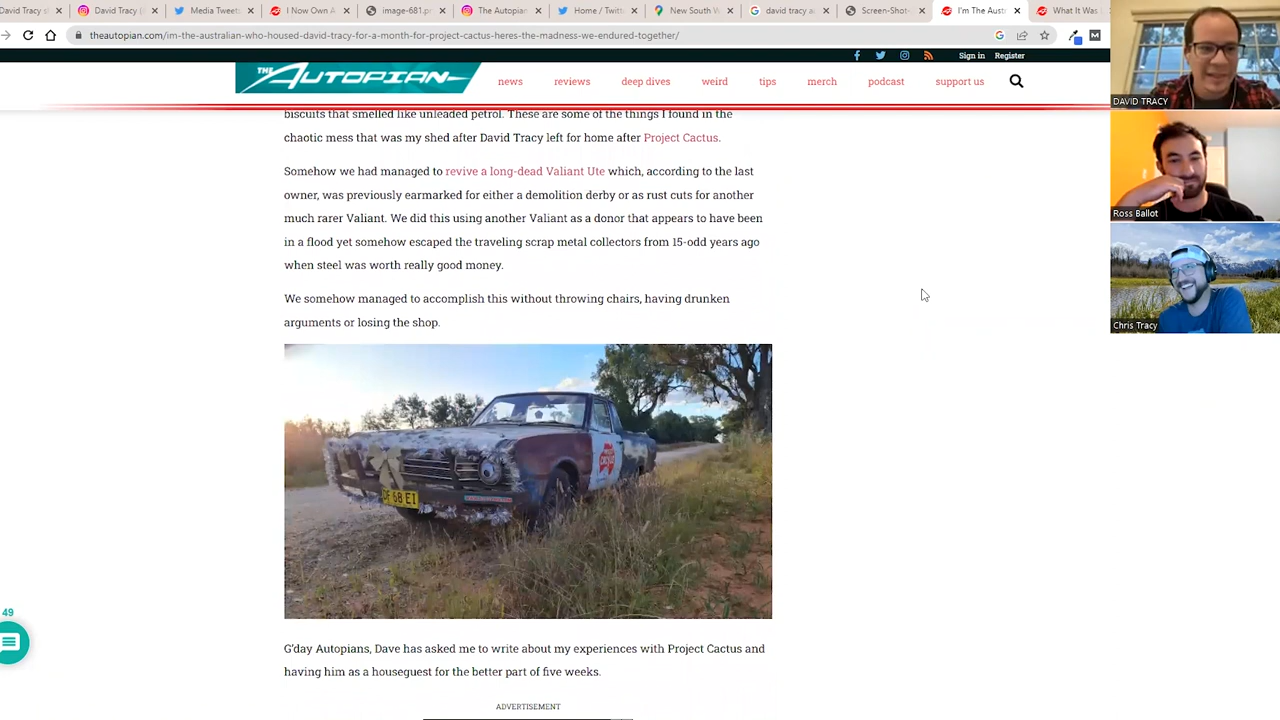 David Tracy st
David Tracy (
Media Tweets
I Now Own A
image-681.pn
The Autopian
Home / Twitt
New South W
david tracy au
Screen-Shot-
I'm The Austr
What It Was L
theautopian.com/im-the-australian-who-housed-david-tracy-for-a-month-for-project-cactus-heres-the-madness-we-endured-together/
Sign in Register
THE AUTOPIAN
news reviews deep dives weird tips merch podcast support us
biscuits that smelled like unleaded petrol. These are some of the things I found in the
chaotic mess that was my shed after David Tracy left for home after Project Cactus.
Somehow we had managed to revive a long-dead Valiant Ute which, according to the last
owner, was previously earmarked for either a demolition derby or as rust cuts for another
much rarer Valiant. We did this using another Valiant as a donor that appears to have been
in a flood yet somehow escaped the traveling scrap metal collectors from 15-odd years ago
when steel was worth really good money.
We somehow managed to accomplish this without throwing chairs, having drunken
arguments or losing the shop.
49
G'day Autopians, Dave has asked me to write about my experiences with Project Cactus and
having him as a houseguest for the better part of five weeks.
ADVERTISEMENT
DAVID TRACY
Ross Ballot
Chris Tracy